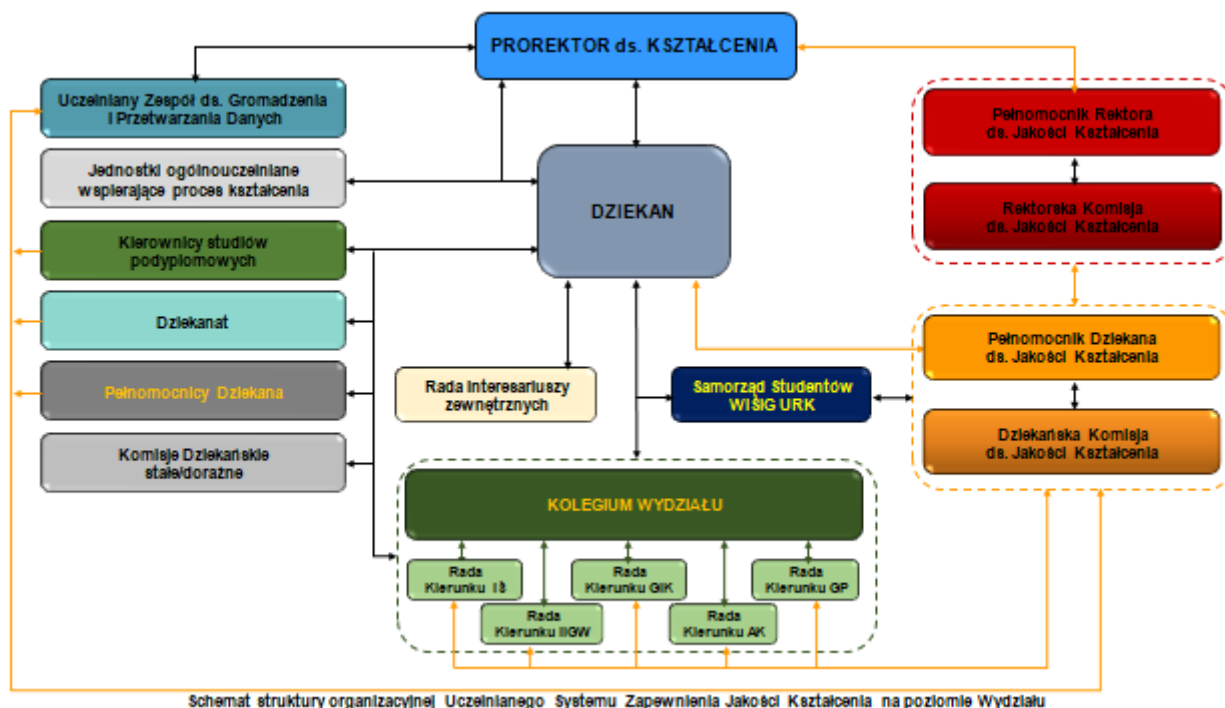 PROREKTOR ds. KSZTAŁCENIA
Uczelniany Zespół ds. Gromadzenia
i Przetwarzania Danych
Jednostki ogólnouczelniane
wspierające proces kształcenia
Kierownicy studiów
podyplomowych
Dziekanat
Pełnomocnicy Dziekana
Komisje Dziekańskie
stałe/doraźne
DZIEKAN
Pełnomocnik Rektora
ds. Jakości Kształcenia
Rektorska Komisja
ds. Jakości Kształcenia
Pełnomocnik Dziekana
ds. Jakości Kształcenia
Dziekańska Komisja
ds. Jakości Kształcenia
Rada Interesariuszy
zewnętrznych
Samorząd Studentów
WIŚIG URK
KOLEGIUM WYDZIAŁU
Rada
Kierunku IŚ
Rada
Kierunku IIGW
Rada
Kierunku GIK
Rada
Kierunku AK
Rada
Kierunku GP
Schemat struktury organizacyjnej Uczelnianego Systemu Zapewnienia Jakości Kształcenia na poziomie Wydziału